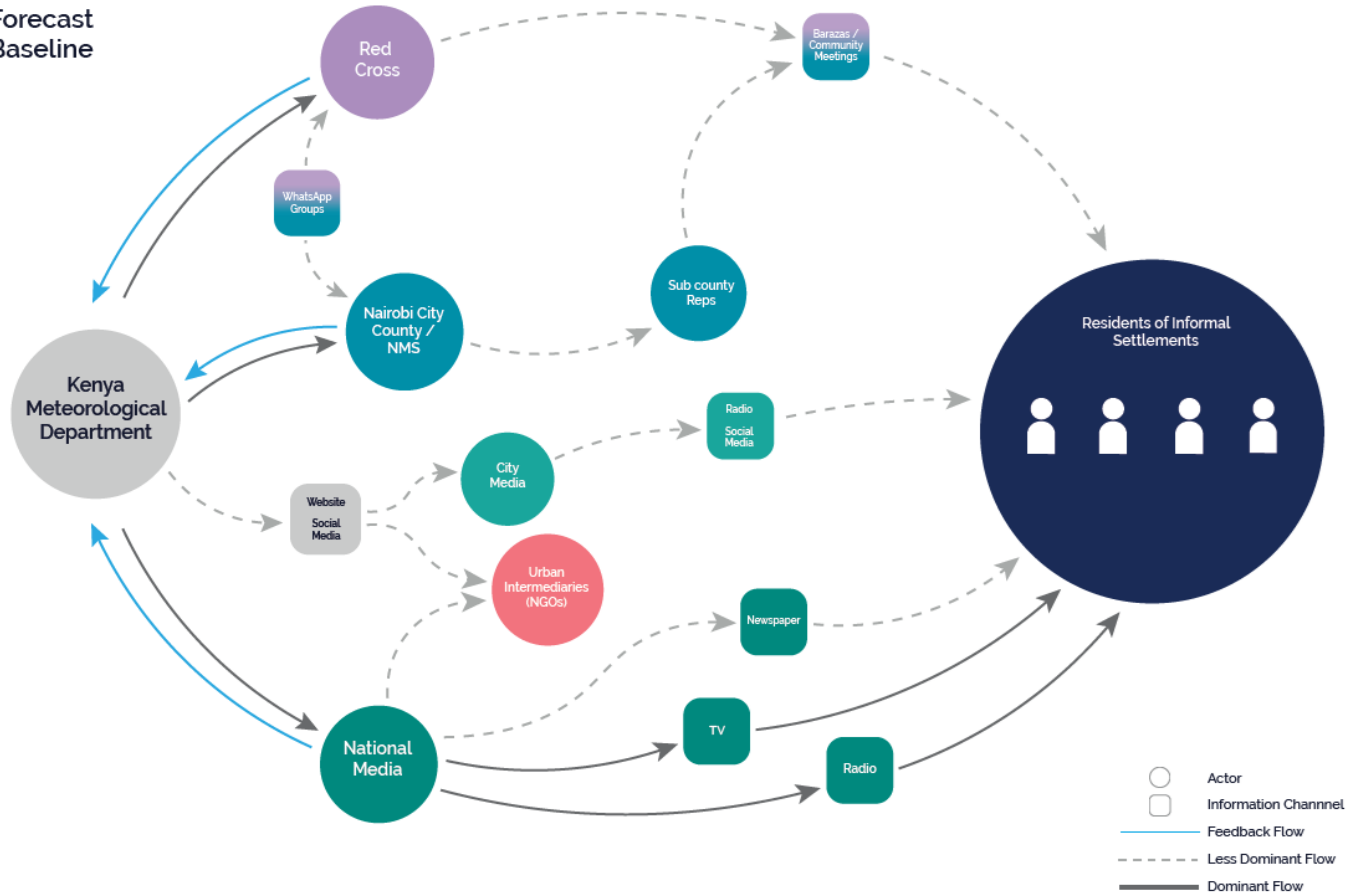 Forecast
Baseline
Red
Cross
Barazas /
Community
Meetings
WhatsApp
Groups
Nairobi City
County /
NMS
Sub county
Reps
Residents of Informal
Settlements
Kenya
Meteorological
Department
Radio
Social
Media
City
Media
Website
Social
Media
Urban
Intermediaries
(NGOs)
Newspaper
National
Media
TV
Radio
Actor
Information Channnel
Feedback Flow
Less Dominant Flow
Dominant Flow